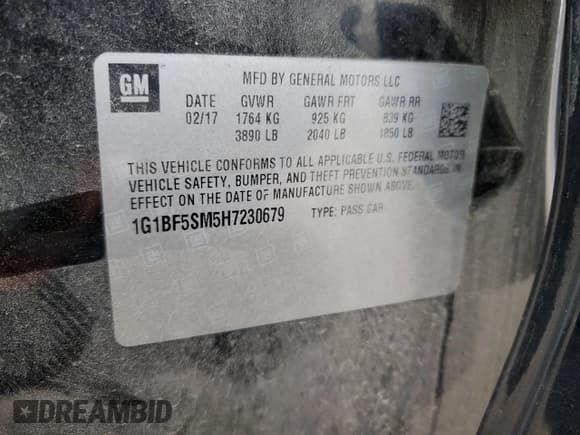 GM
MFD BY GENERAL MOTORS LLC
DATE GVWR GAWR FRT GAWR RR
02/17 1764 KG 925 KG 839 KG
3890 LB 2040 LB 1850 LB
THIS VEHICLE CONFORMS TO ALL APPLICABLE U.S. FEDERAL MOTOR
VEHICLE SAFETY, BUMPER, AND THEFT PREVENTION STANDARDS IN
EFFECT ON THE DATE OF MANUFACTURE SHOWN ABOVE.
1G1BF5SM5H7230679 TYPE: PASS CAR
DREAMBID